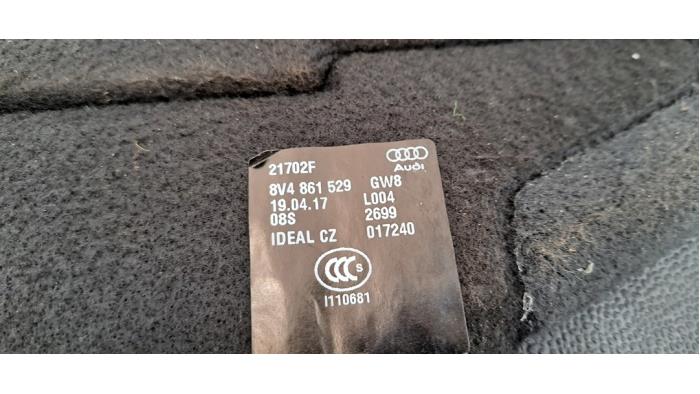 21702F
Audi
8V4 861 529 GW8
19.04.17 L004
08S 2699
IDEAL CZ 017240
CCC S
I110681